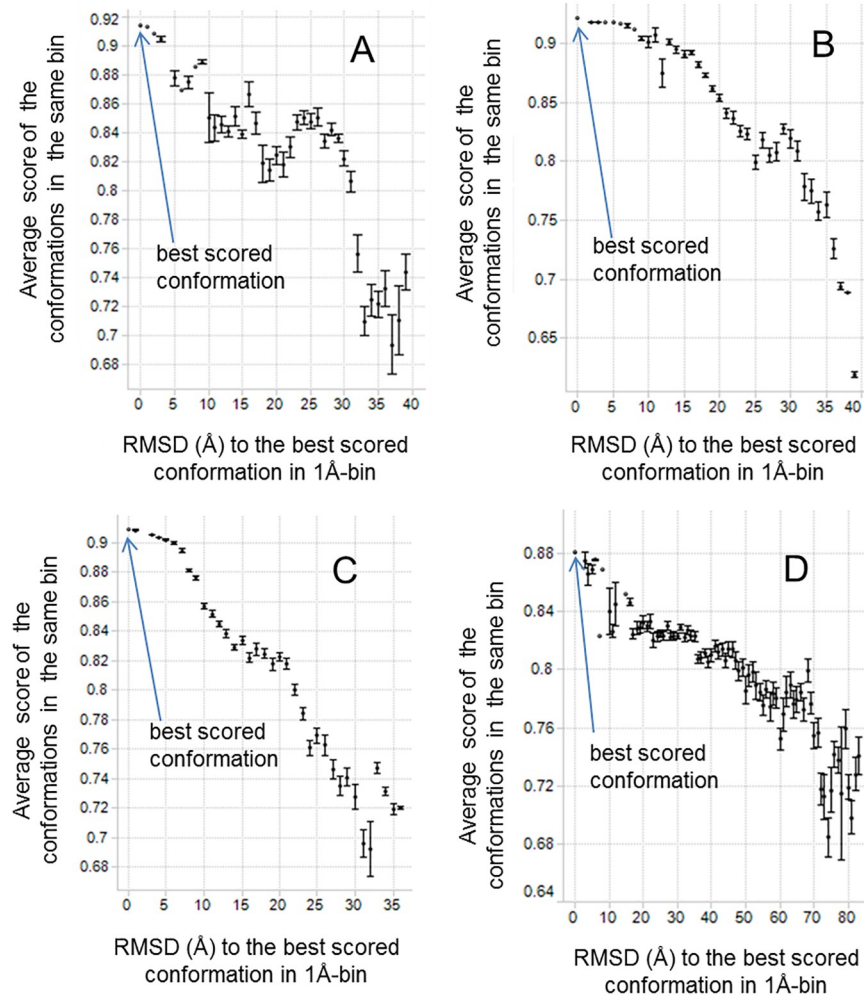 A
Average score of the
conformations in the same bin
0.92
0.9
0.88
0.86
0.84
0.82
0.8
0.76
0.74
0.72
0.7
0.68
best scored
conformation
0 5 10 15 20 25 30 35 40
RMSD (Å) to the best scored
conformation in 1Å-bin
B
Average score of the
conformations in the same bin
0.9
0.85
0.8
0.75
0.7
0.65
best scored
conformation
0 5 10 15 20 25 30 35 40
RMSD (Å) to the best scored
conformation in 1Å-bin
C
Average score of the
conformations in the same bin
0.9
0.88
0.86
0.84
0.82
0.8
0.78
0.76
0.74
0.72
0.7
0.68
best scored
conformation
0 5 10 15 20 25 30 35
RMSD (Å) to the best scored
conformation in 1Å-bin
D
Average score of the
conformations in the same bin
0.88
0.84
0.8
0.76
0.72
0.68
0.64
best scored
conformation
0 10 20 30 40 50 60 70 80
RMSD (Å) to the best scored
conformation in 1Å-bin